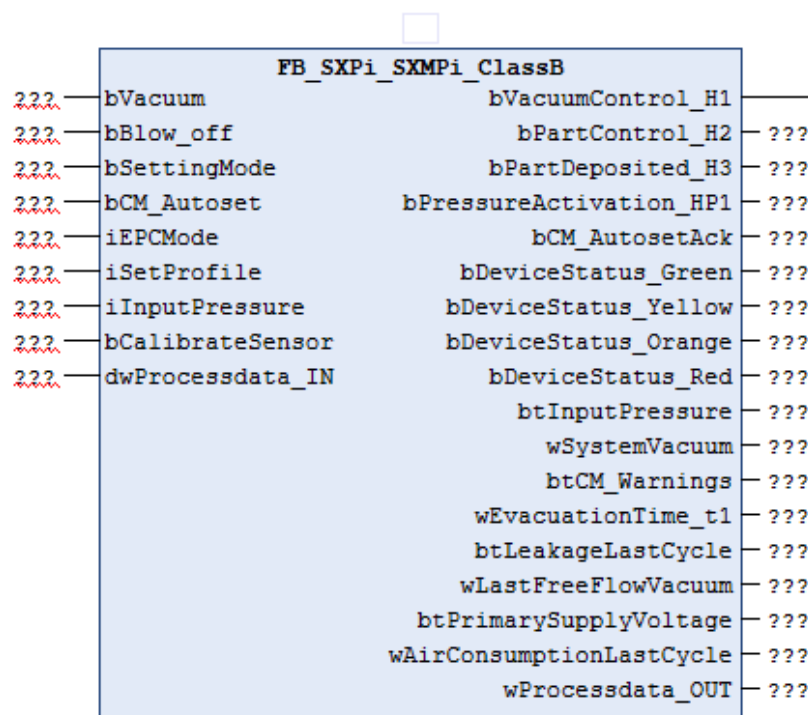 FB_SXPi_SXMPi_ClassB
??? bVacuum bVacuumControl_H1
??? bBlow_off bPartControl_H2 ???
??? bSettingMode bPartDeposited_H3 ???
??? bCM_Autoset bPressureActivation_HP1 ???
??? iEPCMode bCM_AutosetAck ???
??? iSetProfile bDeviceStatus_Green ???
??? iInputPressure bDeviceStatus_Yellow ???
??? bCalibrateSensor bDeviceStatus_Orange ???
??? dwProcessdata_IN bDeviceStatus_Red ???
btInputPressure ???
wSystemVacuum ???
btCM_Warnings ???
wEvacuationTime_t1 ???
btLeakageLastCycle ???
wLastFreeFlowVacuum ???
btPrimarySupplyVoltage ???
wAirConsumptionLastCycle ???
wProcessdata_OUT ???